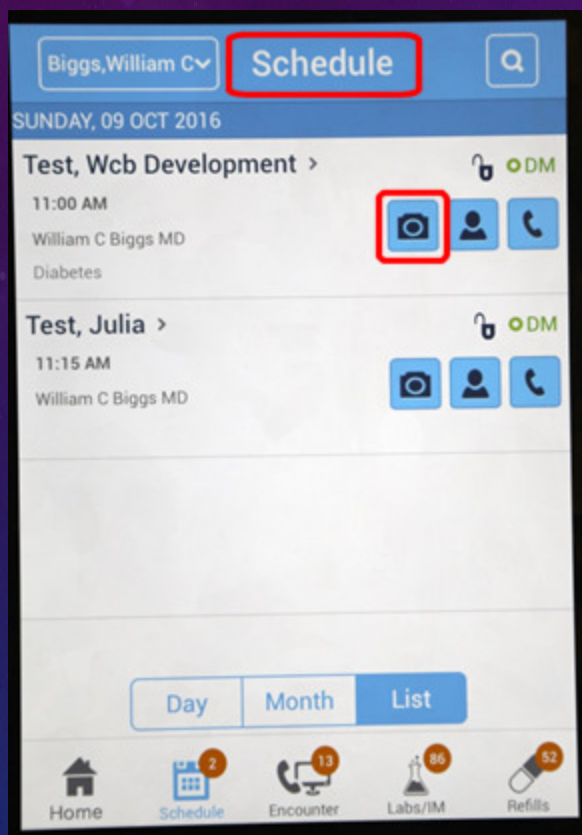 Biggs,William C
Schedule
SUNDAY, 09 OCT 2016
Test, Wcb Development >
DM
11:00 AM
William C Biggs MD
Diabetes
Test, Julia >
DM
11:15 AM
William C Biggs MD
Day
Month
List
2
13
86
52
Home
Schedule
Encounter
Labs/IM
Refills